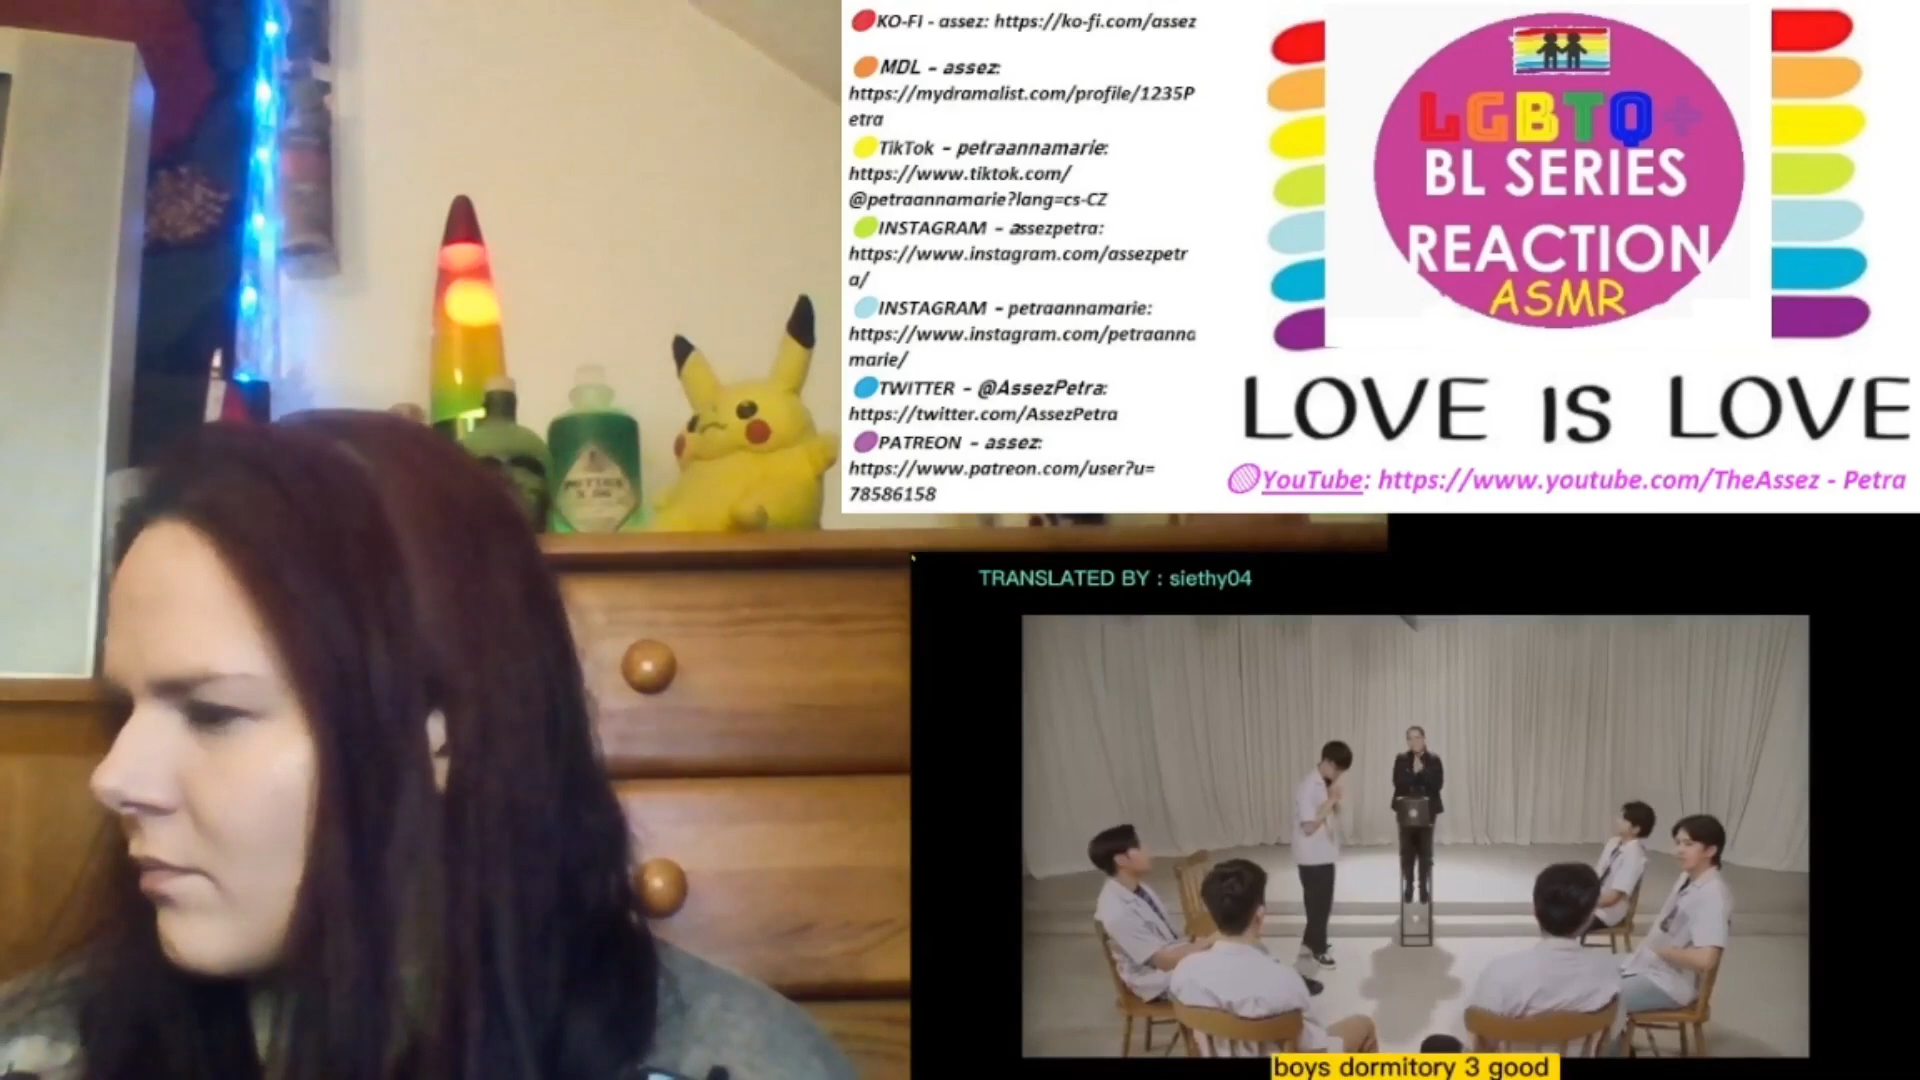 KO-FI - assez: https://ko-fi.com/assez
MDL - assez:
https://mydramalist.com/profile/1235P
etra
TikTok - petraannamarie:
https://www.tiktok.com/
@petraannamarie?lang=cs-CZ
INSTAGRAM - assezpetra:
https://www.instagram.com/assezpetr
a/
INSTAGRAM - petraannamarie:
https://www.instagram.com/petraanna
marie/
TWITTER - @AssezPetra:
https://twitter.com/AssezPetra
PATREON - assez:
https://www.patreon.com/user?u=
78586158
LGBTQ+
BL SERIES
REACTION
ASMR
LOVE IS LOVE
YouTube: https://www.youtube.com/TheAssez - Petra
TRANSLATED BY : siethy04
boys dormitory 3 good